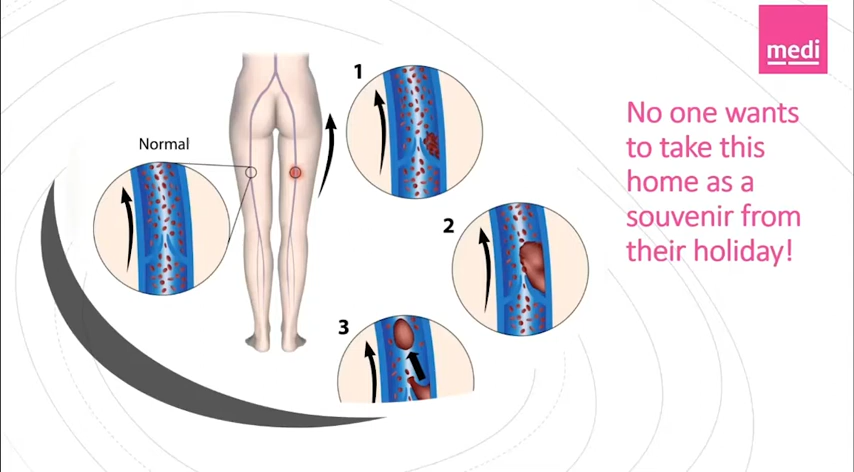 medi
No one wants
to take this
home as a
souvenir from
their holiday!
Normal
1
2
3